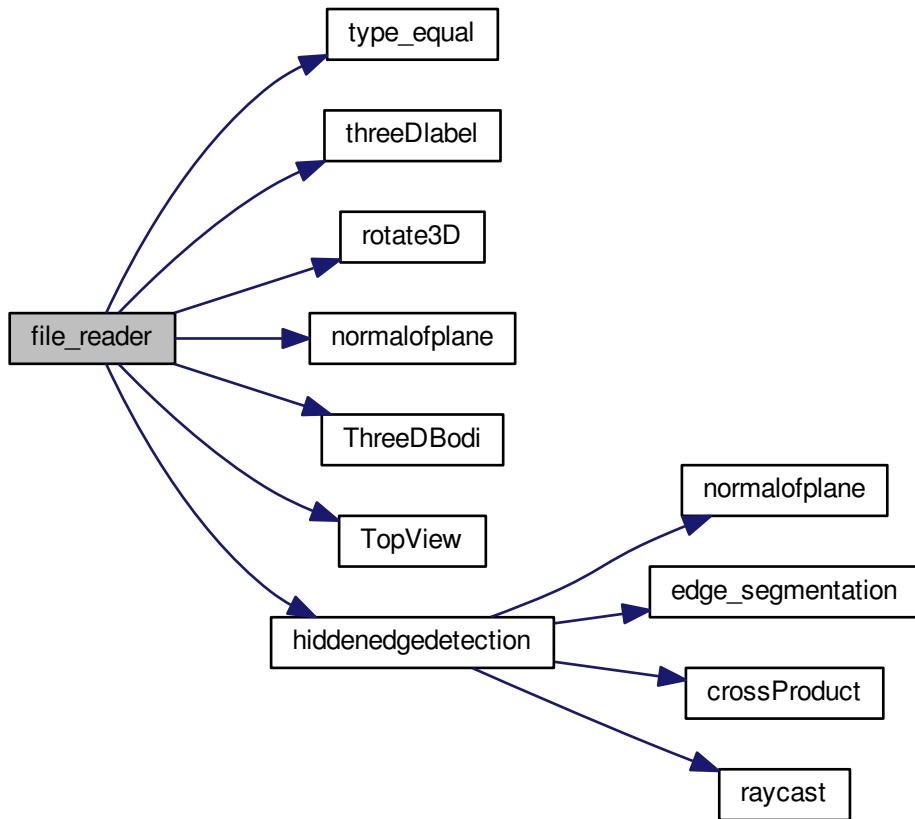 type_equal
threeDlabel
rotate3D
file_reader
normalofplane
ThreeDBodi
TopView
hiddenedgedetection
normalofplane
edge_segmentation
crossProduct
raycast